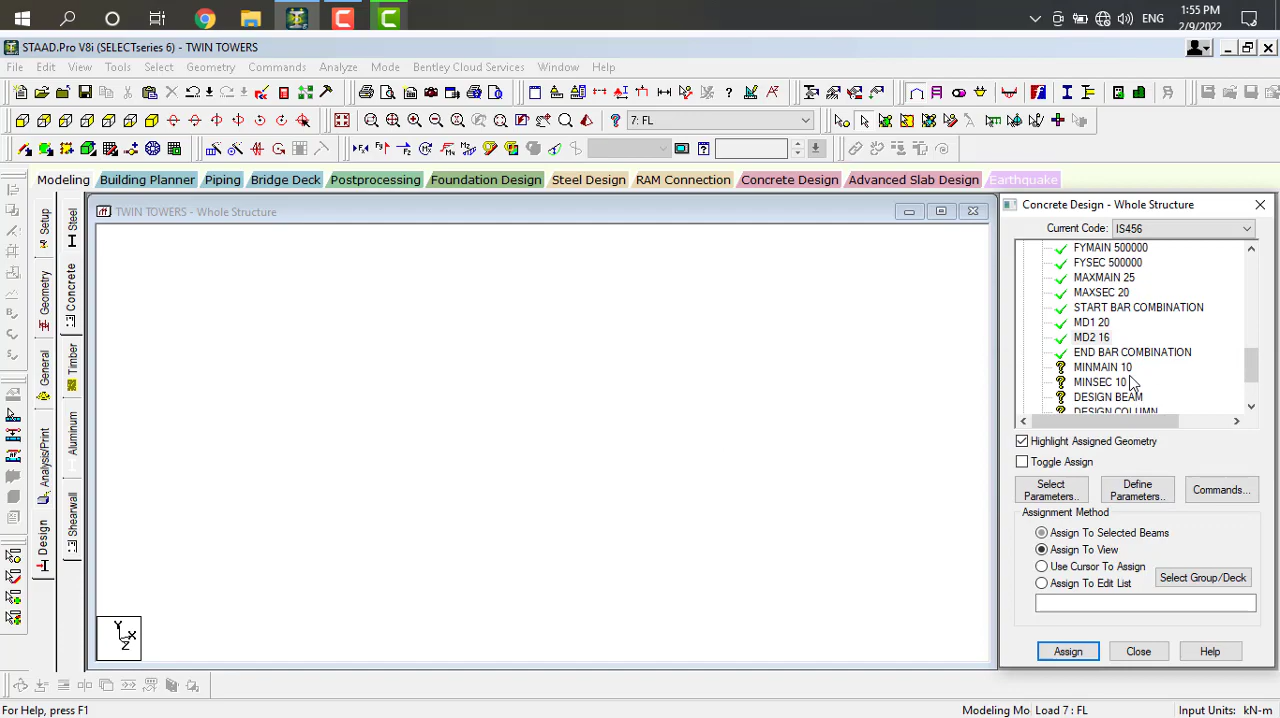 1:55 PM
ENG
2/9/2022
STAAD.Pro V8i (SELECTseries 6) - TWIN TOWERS
File Edit View Tools Select Geometry Commands Analyze Mode Bentley Cloud Services Window Help
7: FL
Modeling Building Planner Piping Bridge Deck Postprocessing Foundation Design Steel Design RAM Connection Concrete Design Advanced Slab Design Earthquake
Setup
Geometry
General
Analysis/Print
Design
Steel
Concrete
Timber
Aluminum
Shearwall
TWIN TOWERS - Whole Structure
Y
X
Z
Concrete Design - Whole Structure
Current Code: IS456
FYMAIN 500000
FYSEC 500000
MAXMAIN 25
MAXSEC 20
START BAR COMBINATION
MD1 20
MD2 16
END BAR COMBINATION
MINMAIN 10
MINSEC 10
DESIGN BEAM
DESIGN COLUMN
Highlight Assigned Geometry
Toggle Assign
Select Parameters..
Define Parameters..
Commands...
Assignment Method
Assign To Selected Beams
Assign To View
Use Cursor To Assign
Assign To Edit List
Select Group/Deck
Assign Close Help
For Help, press F1
Modeling Mo Load 7 : FL Input Units: kN-m